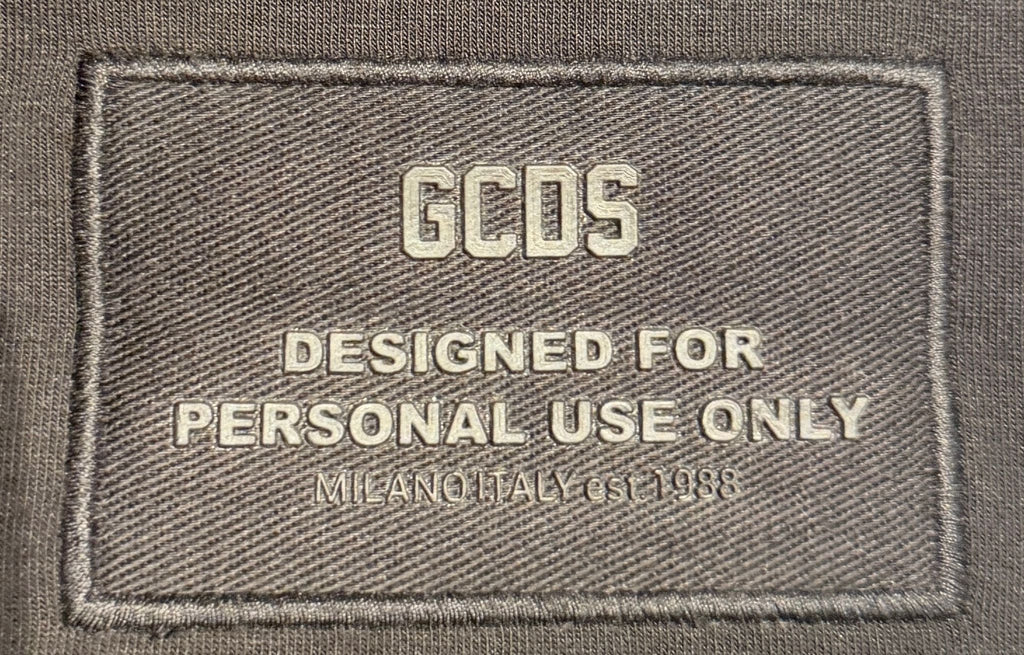 GCDS
DESIGNED FOR
PERSONAL USE ONLY
MILANO ITALY est.1988